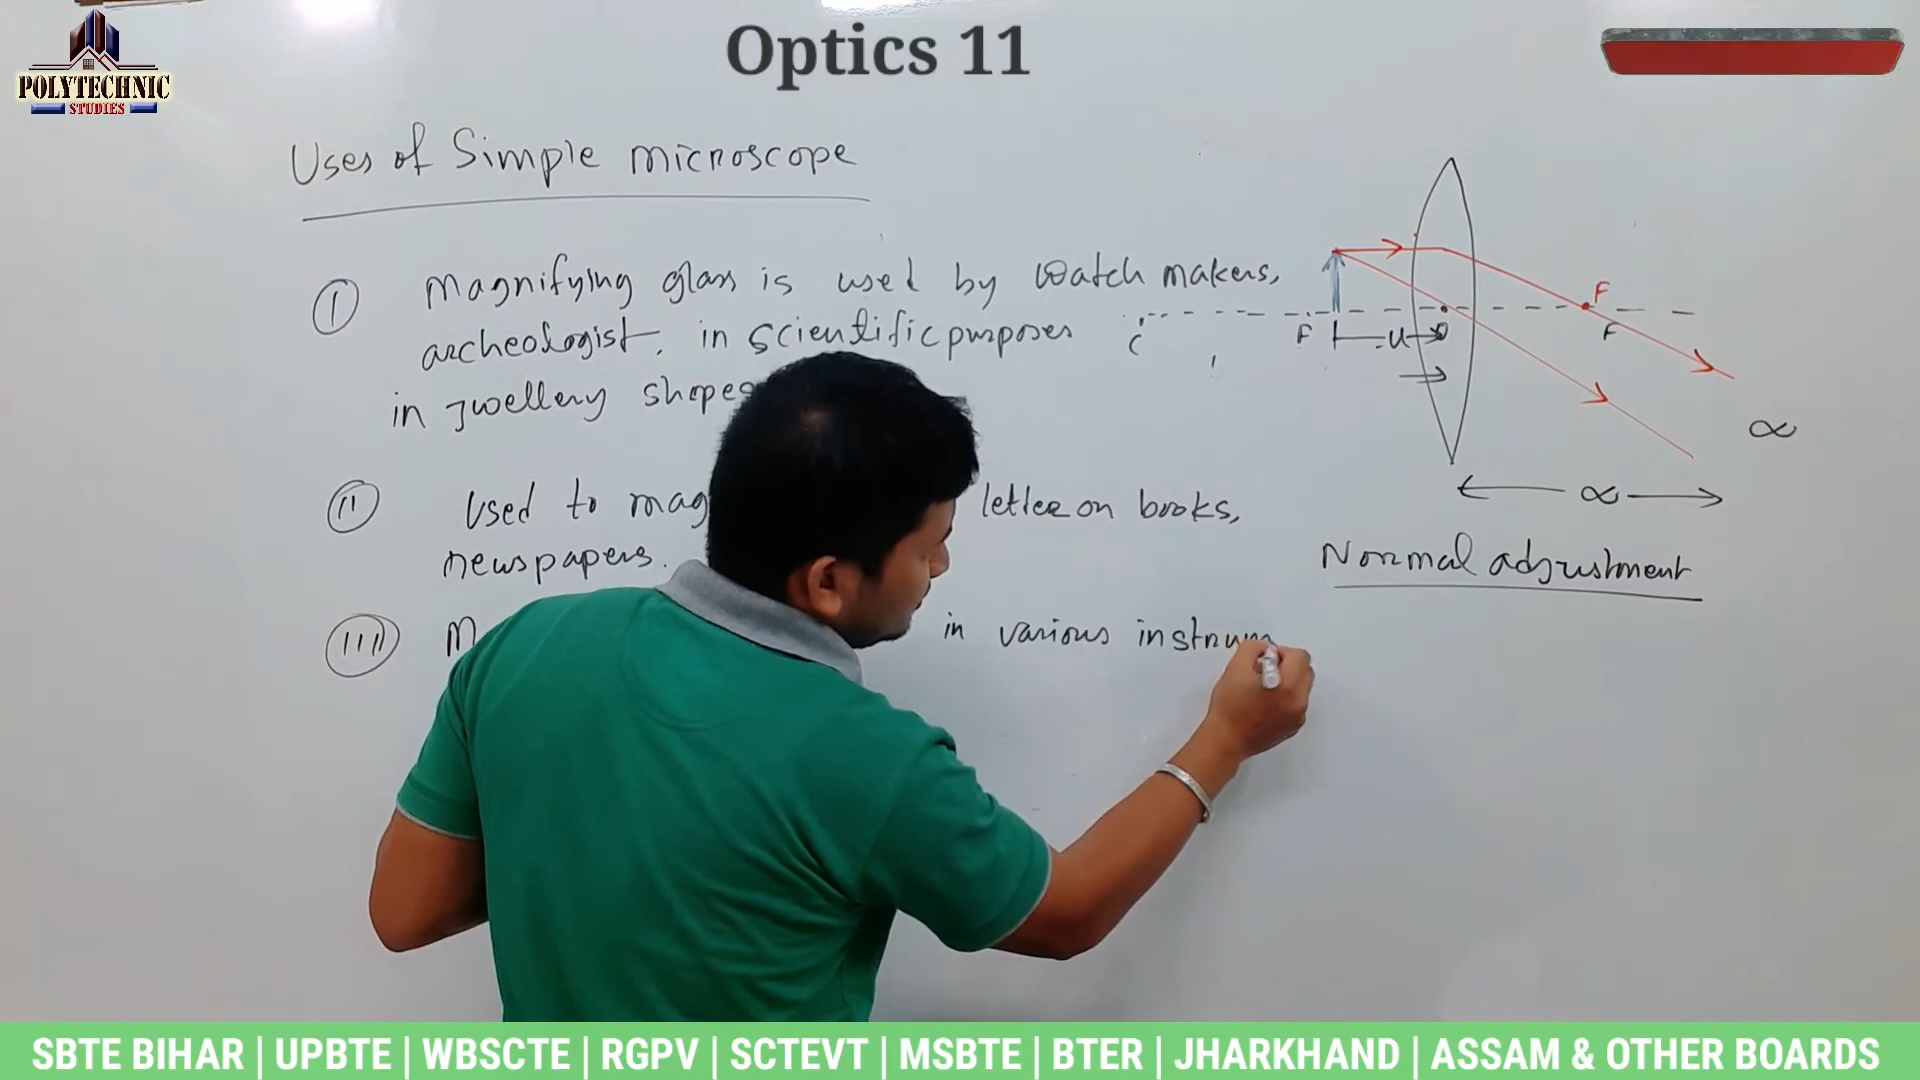 POLYTECHNIC
STUDIES
Optics 11
Uses of Simple microscope
I Magnifying glass is used by watch makers,
archeologist, in scientific purposes
in Jwellery shopes
II Used to mag letter on books,
newspapers.
III M in various instrum
F
F
F
C
-u
O
∝
∝
Normal adjustment
SBTE BIHAR | UPBTE | WBSCTE | RGPV | SCTEVT | MSBTE | BTER | JHARKHAND | ASSAM & OTHER BOARDS